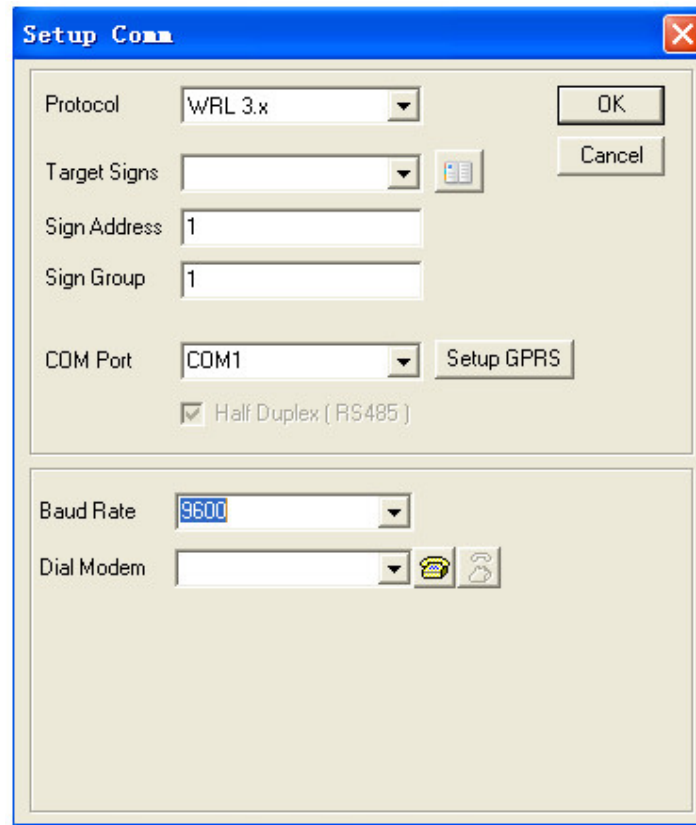 Setup Comm
Protocol WRL 3.x OK
Cancel
Target Signs
Sign Address 1
Sign Group 1
COM Port COM1 Setup GPRS
Half Duplex ( RS485 )
Baud Rate 9600
Dial Modem